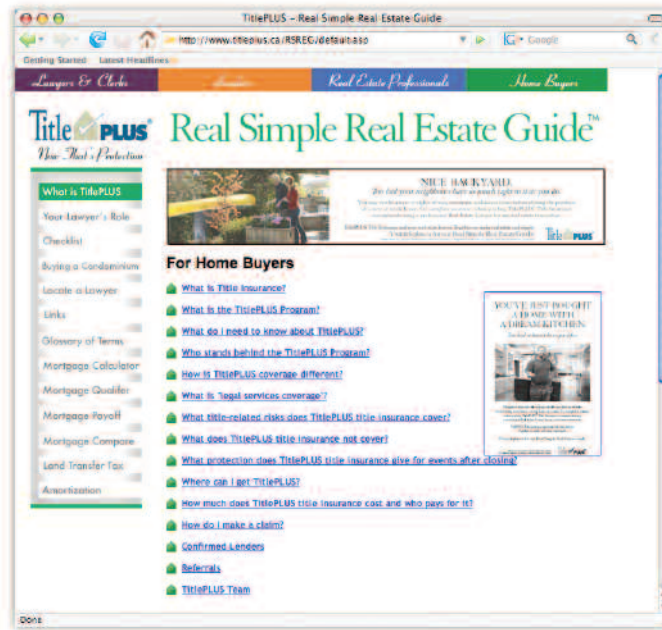 TitlePLUS – Real Simple Real Estate Guide
http://www.titleplus.ca/RSREG/default.asp
Google
Getting Started Latest Headlines
Lawyers & Clerks
Real Estate Professionals
Home Buyers
Title PLUS®
Now That's Protection
Real Simple Real Estate Guide™
What is TitlePLUS
Your Lawyer's Role
Checklist
Buying a Condominium
Locate a Lawyer
Links
Glossary of Terms
Mortgage Calculator
Mortgage Qualifer
Mortgage Payoff
Mortgage Compare
Land Transfer Tax
Amortization
NICE BACKYARD.
Title PLUS
For Home Buyers
What is Title Insurance?
What is the TitlePLUS Program?
What do I need to know about TitlePLUS?
Who stands behind the TitlePLUS Program?
How is TitlePLUS coverage different?
What is 'legal services coverage'?
What title-related risks does TitlePLUS title insurance cover?
What does TitlePLUS title insurance not cover?
What protection does TitlePLUS title insurance give for events after closing?
Where can I get TitlePLUS?
How much does TitlePLUS title insurance cost and who pays for it?
How do I make a claim?
Confirmed Lenders
Referrals
TitlePLUS Team
YOU'VE JUST BOUGHT
A HOME WITH
A DREAM KITCHEN.
Done